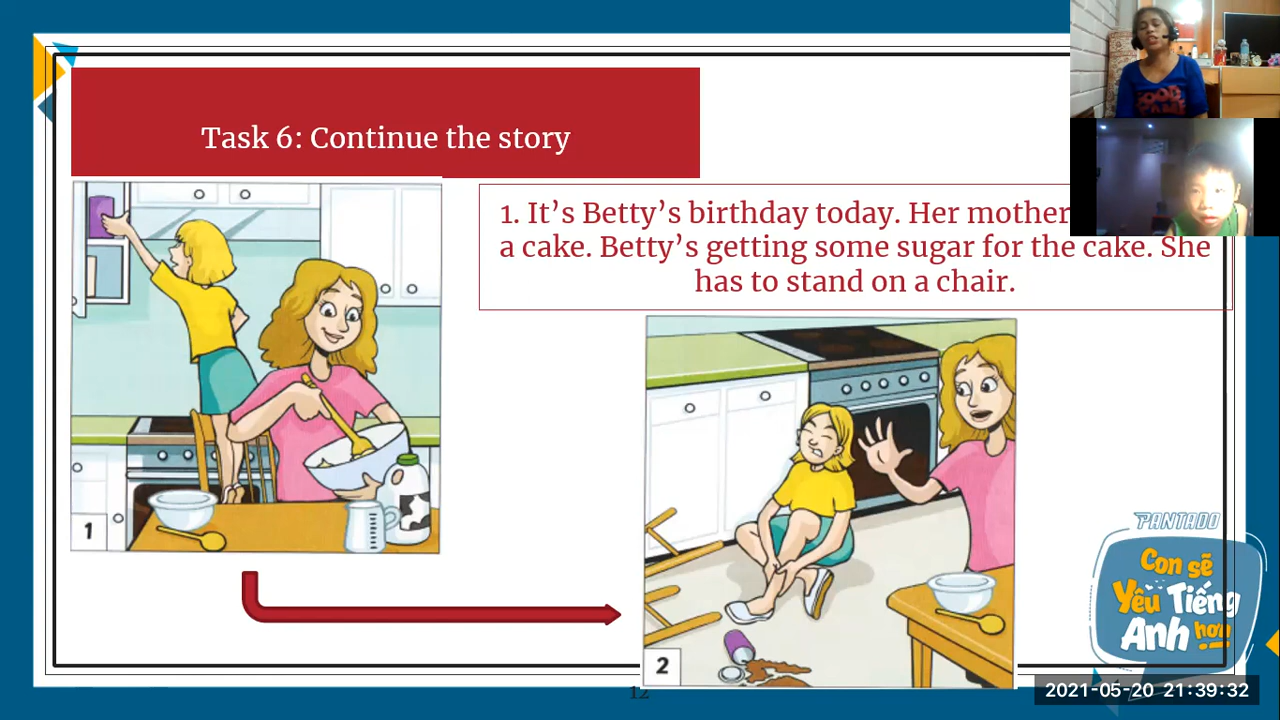 Task 6: Continue the story
1. It’s Betty’s birthday today. Her mother
a cake. Betty’s getting some sugar for the cake. She
has to stand on a chair.
1
2
PANTADO
Con sẽ
Yêu Tiếng
Anh hơn
12
2021-05-20 21:39:32